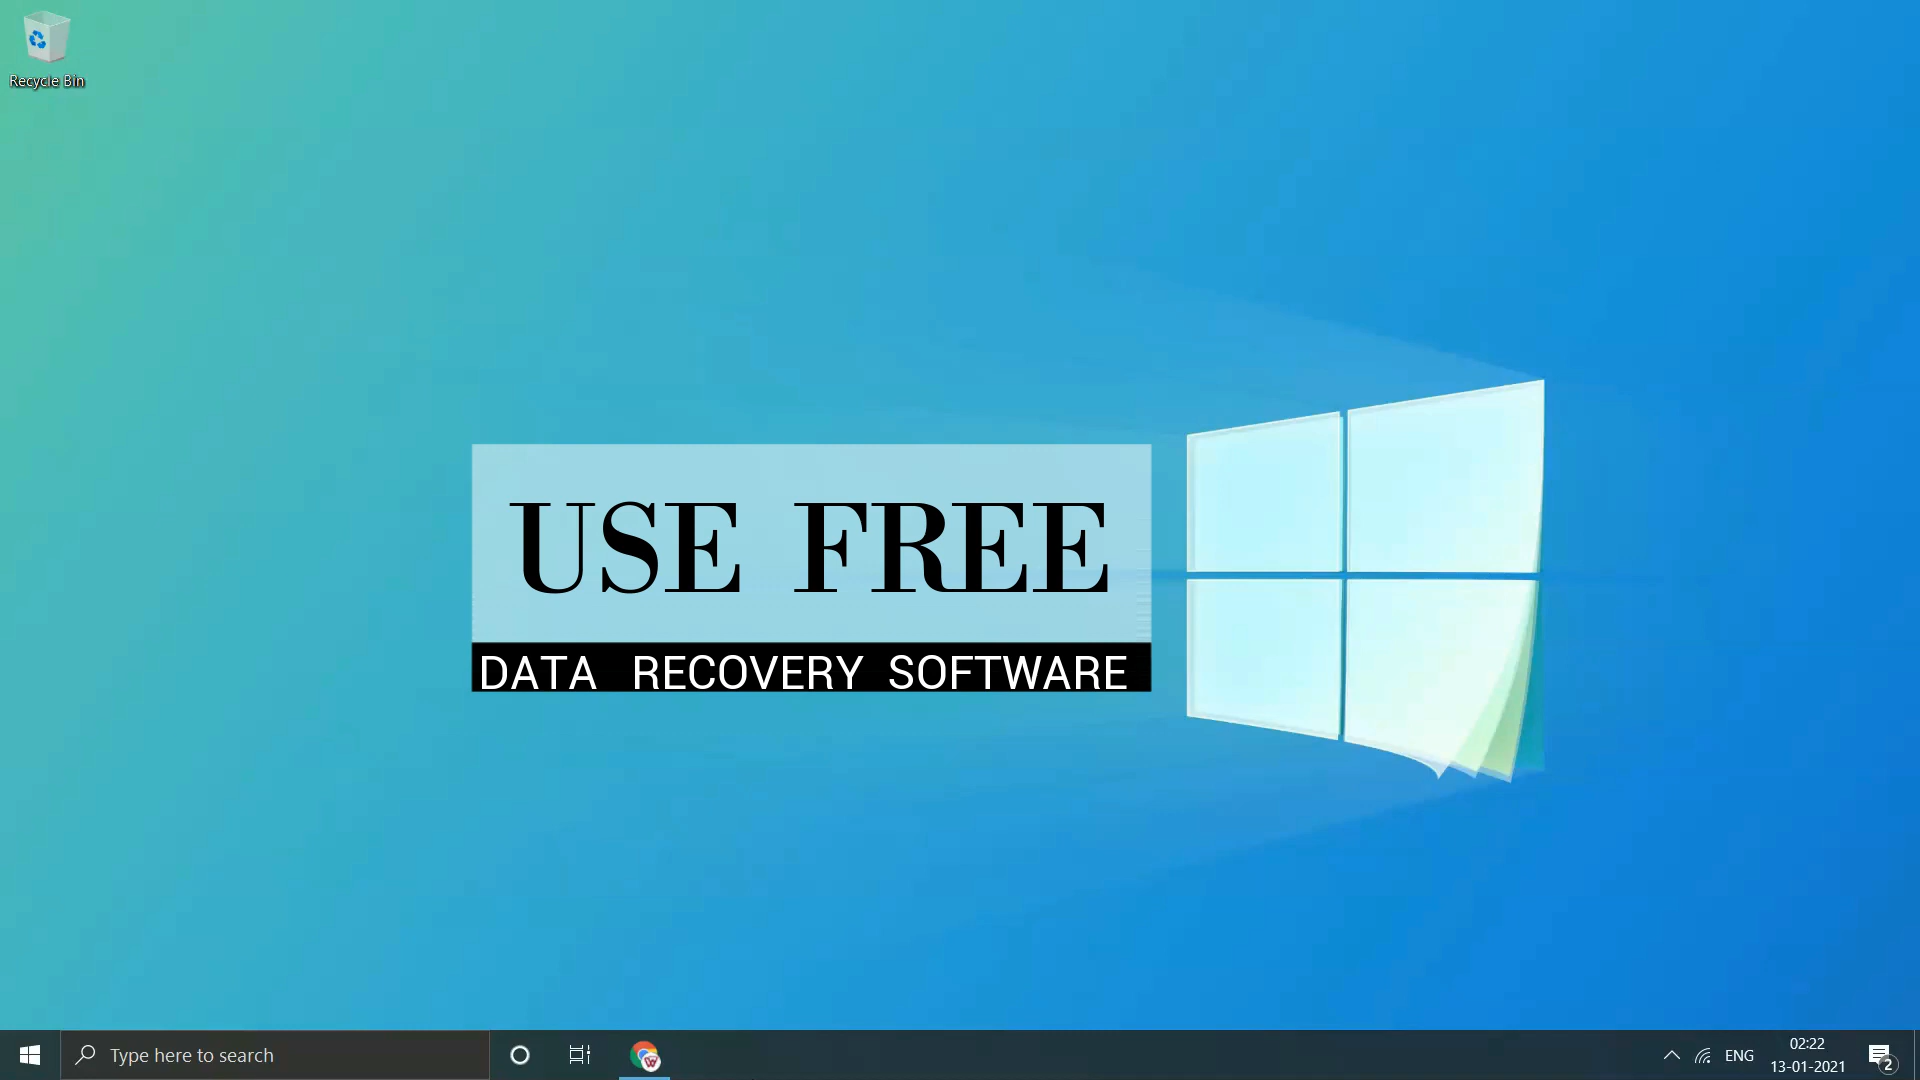 Recycle Bin
USE FREE
DATA RECOVERY SOFTWARE
Type here to search
ENG
02:22
13-01-2021
2